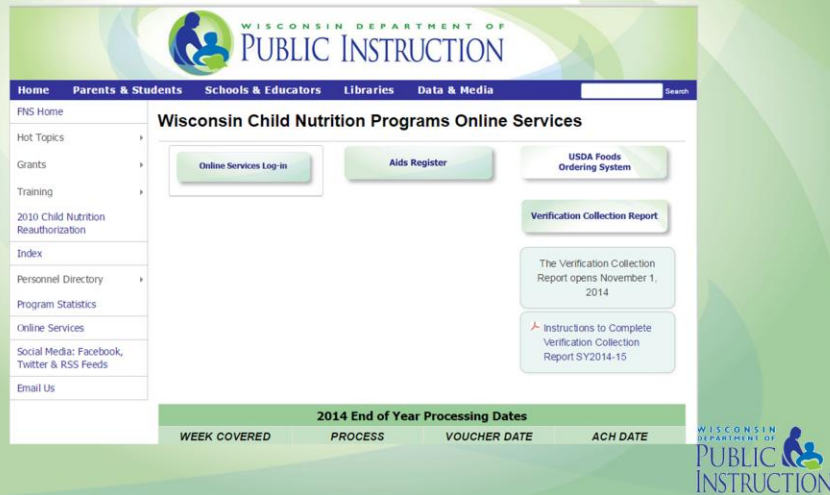 WISCONSIN DEPARTMENT OF
PUBLIC INSTRUCTION
Home Parents & Students Schools & Educators Libraries Data & Media Search
FNS Home
Hot Topics
Grants
Training
2010 Child Nutrition
Reauthorization
Index
Personnel Directory
Program Statistics
Online Services
Social Media: Facebook,
Twitter & RSS Feeds
Email Us
Wisconsin Child Nutrition Programs Online Services
Online Services Log-in
Aids Register
USDA Foods
Ordering System
Verification Collection Report
The Verification Collection
Report opens November 1,
2014
Instructions to Complete
Verification Collection
Report SY2014-15
2014 End of Year Processing Dates
WEEK COVERED PROCESS VOUCHER DATE ACH DATE
WISCONSIN
DEPARTMENT OF
PUBLIC
INSTRUCTION